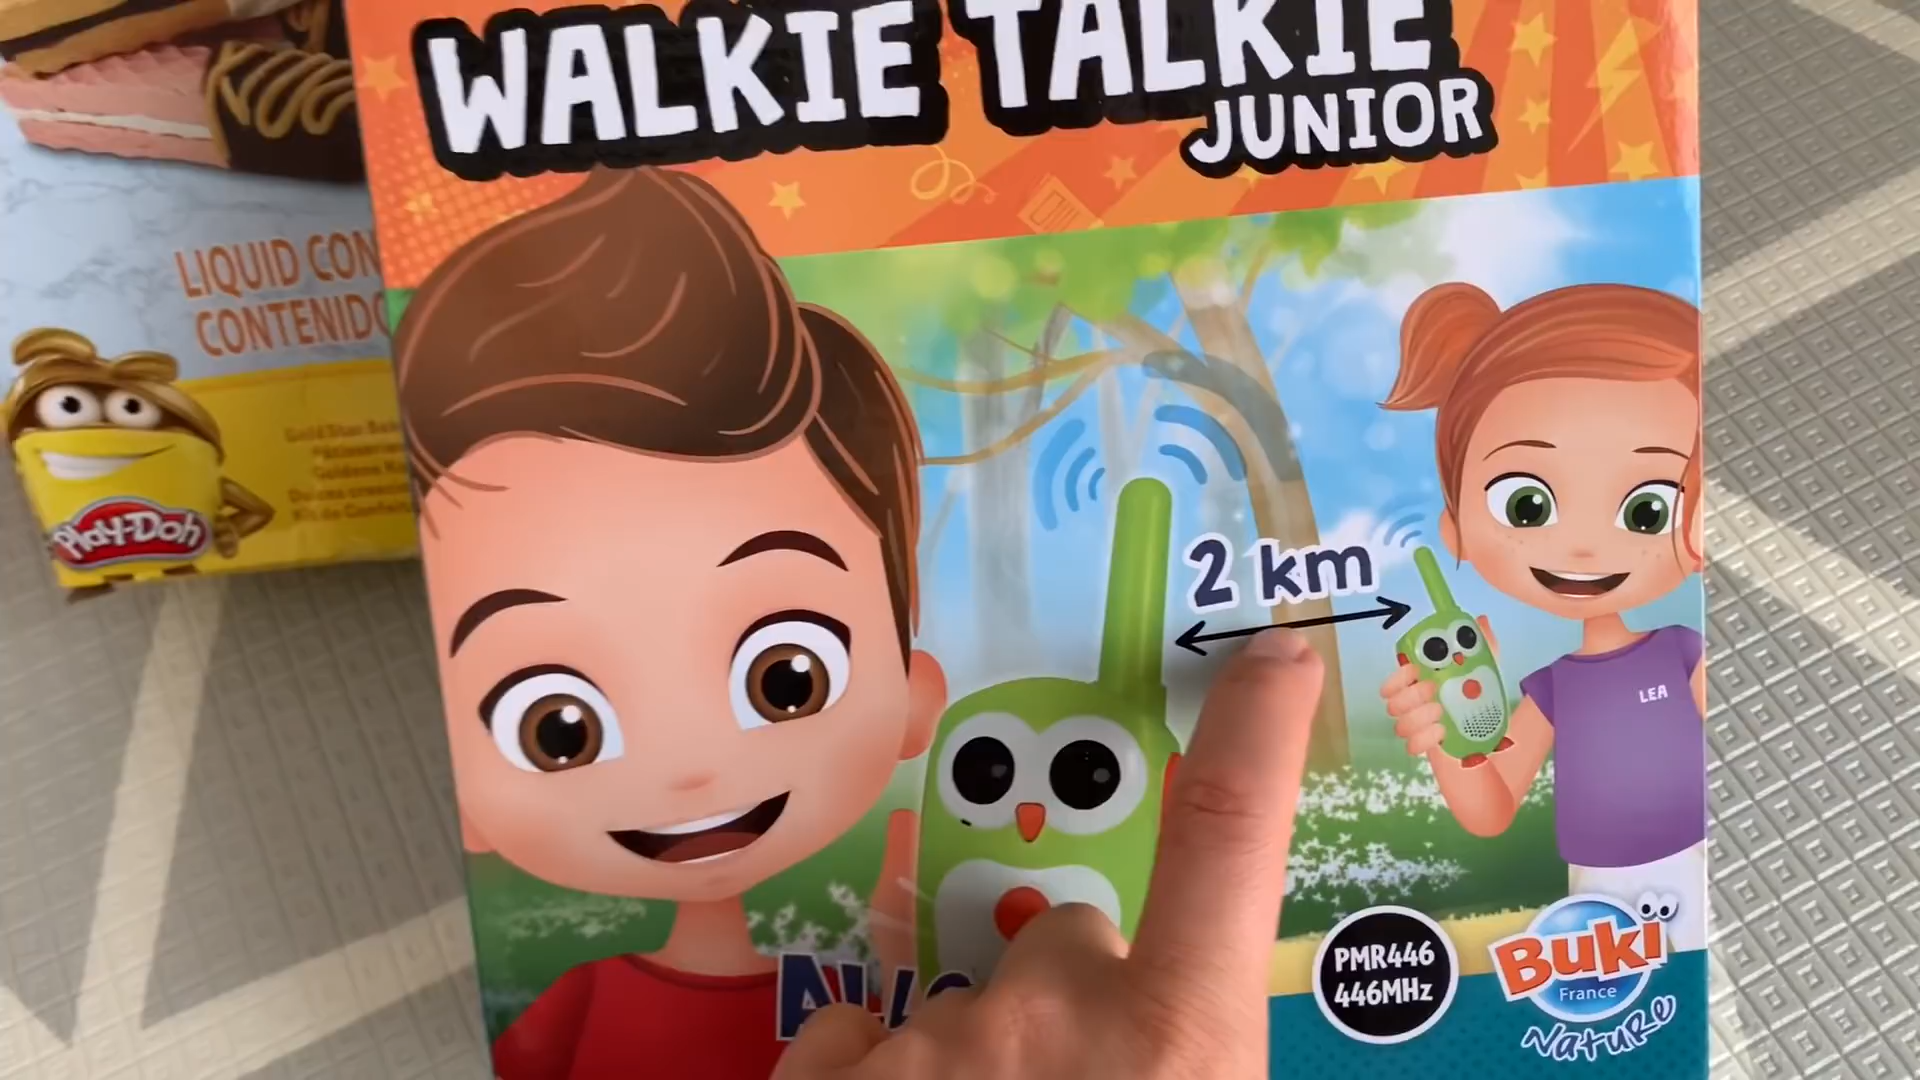 WALKIE TALKIE
JUNIOR
LIQUID CON
CONTENIDO
Play-Doh
2 km
LEA
PMR446
446MHz
Buki
France
Nature